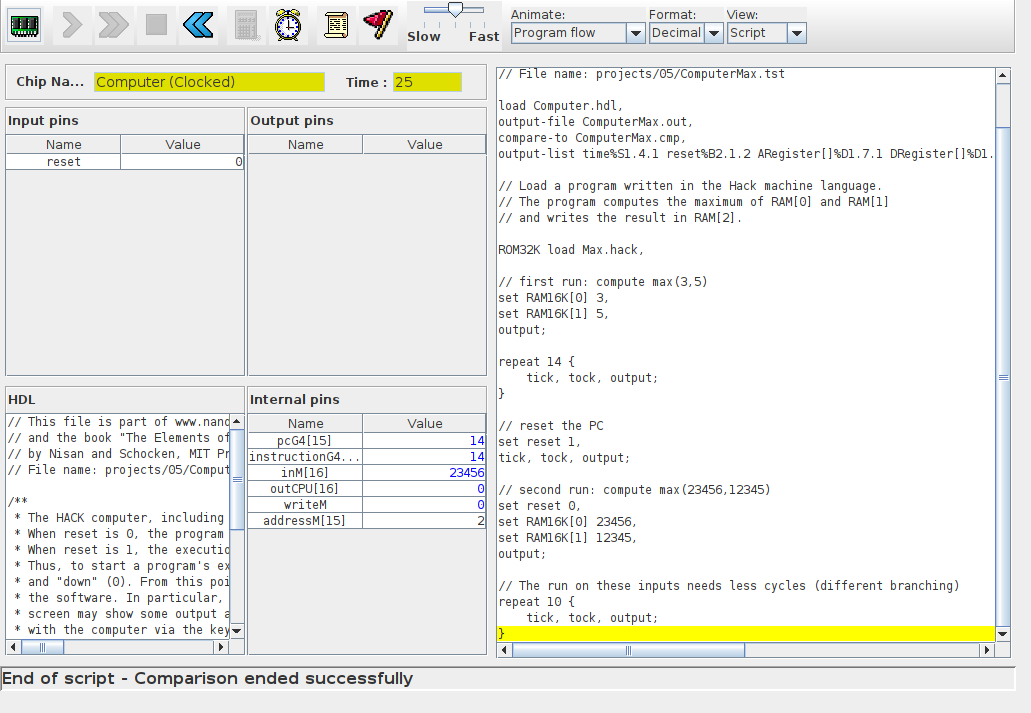 Slow Fast
Animate:
Program flow
Format:
Decimal
View:
Script
Chip Na... Computer (Clocked) Time : 25
Input pins
Name Value
reset 0
Output pins
Name Value
HDL
// This file is part of www.nand
// and the book "The Elements of
// by Nisan and Schocken, MIT Pr
// File name: projects/05/Comput
/**
* The HACK computer, including
* When reset is 0, the program
* When reset is 1, the executio
* Thus, to start a program's ex
* and "down" (0). From this poi
* the software. In particular,
* screen may show some output a
* with the computer via the key
Internal pins
Name Value
pcG4[15] 14
instructionG4... 14
inM[16] 23456
outCPU[16] 0
writeM 0
addressM[15] 2
// File name: projects/05/ComputerMax.tst
load Computer.hdl,
output-file ComputerMax.out,
compare-to ComputerMax.cmp,
output-list time%S1.4.1 reset%B2.1.2 ARegister[]%D1.7.1 DRegister[]%D1.
// Load a program written in the Hack machine language.
// The program computes the maximum of RAM[0] and RAM[1]
// and writes the result in RAM[2].
ROM32K load Max.hack,
// first run: compute max(3,5)
set RAM16K[0] 3,
set RAM16K[1] 5,
output;
repeat 14 {
tick, tock, output;
}
// reset the PC
set reset 1,
tick, tock, output;
// second run: compute max(23456,12345)
set reset 0,
set RAM16K[0] 23456,
set RAM16K[1] 12345,
output;
// The run on these inputs needs less cycles (different branching)
repeat 10 {
tick, tock, output;
}
End of script - Comparison ended successfully